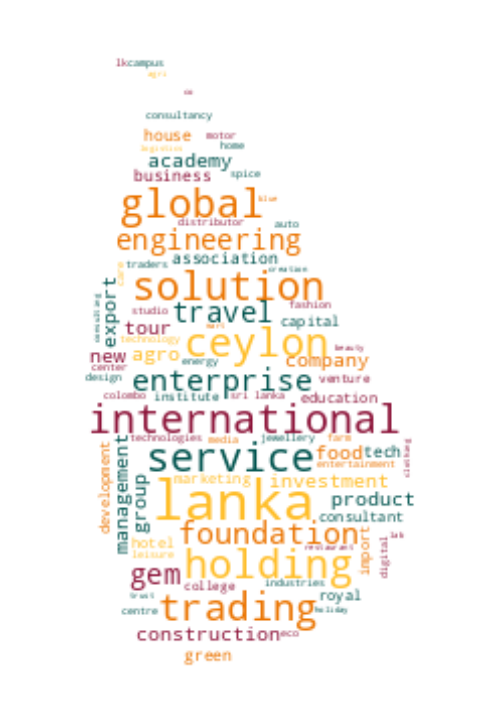 lk campus
agri
consultancy
house motor
logistics home
academy
business spice
global blue
distributor auto
engineering
association
care traders creation
solution
consulting export travel fashion
studio capital
tour mart
technology ceylon
new agro energy beauty
center company
design enterprise venture
colombo institute sri lanka education
international
technologies media jewellery farm clothing
service food tech
entertainment
development management group marketing investment
lanka product
consultant
foundation lab
hotel restaurant import digital
leisure holding
gem college industries
trust royal
centre trading holiday
construction eco
green